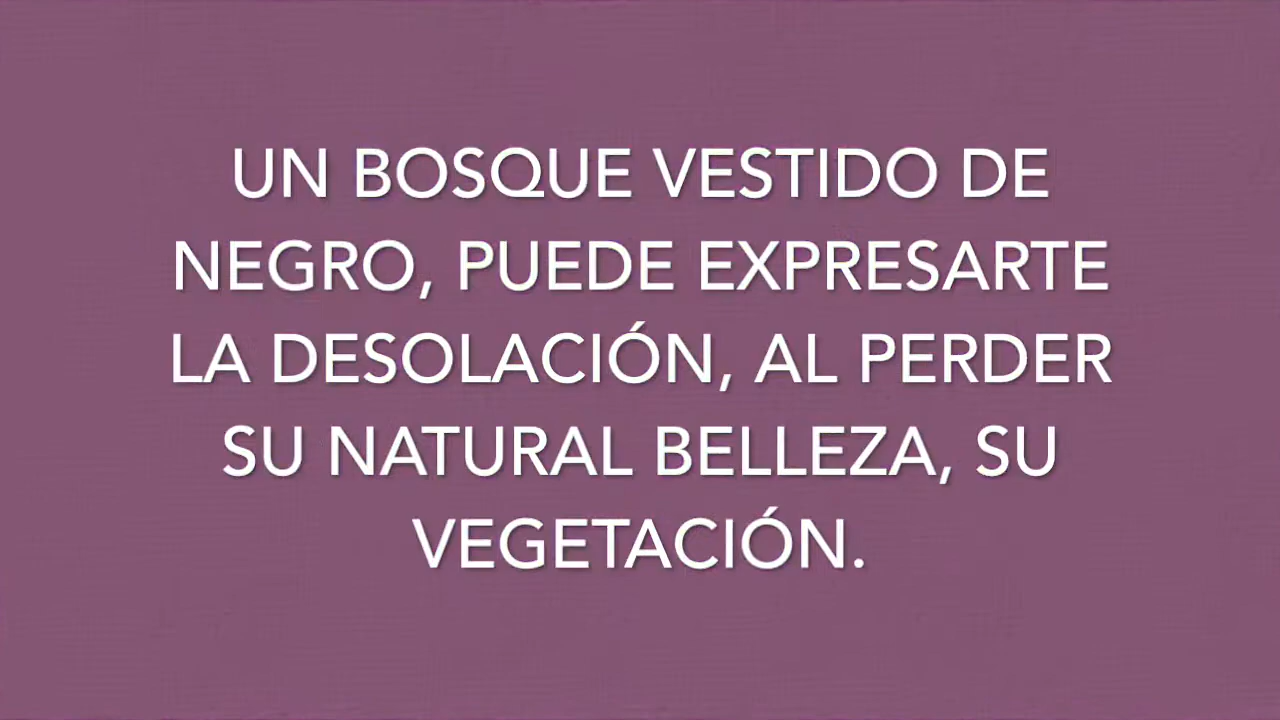 UN BOSQUE VESTIDO DE
NEGRO, PUEDE EXPRESARTE
LA DESOLACIÓN, AL PERDER
SU NATURAL BELLEZA, SU
VEGETACIÓN.